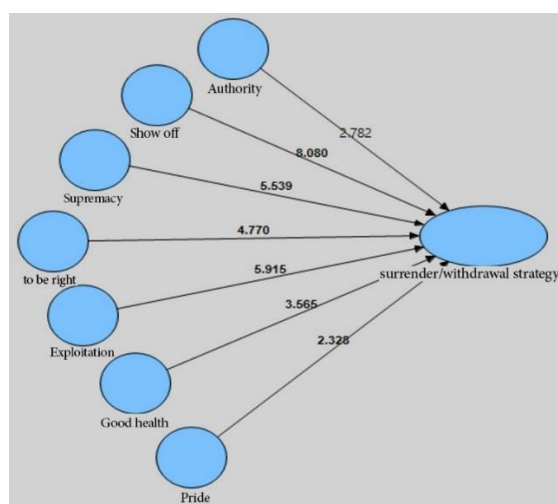 Authority
2.782
Show off
8.080
Supremacy
5.539
to be right
4.770
surrender/withdrawal strategy
5.915
Exploitation
3.565
Good health
2.328
Pride